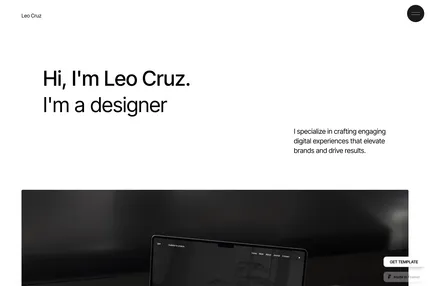 Leo Cruz
Hi, I'm Leo Cruz.
I'm a designer
I specialize in crafting engaging
digital experiences that elevate
brands and drive results.
GET TEMPLATE